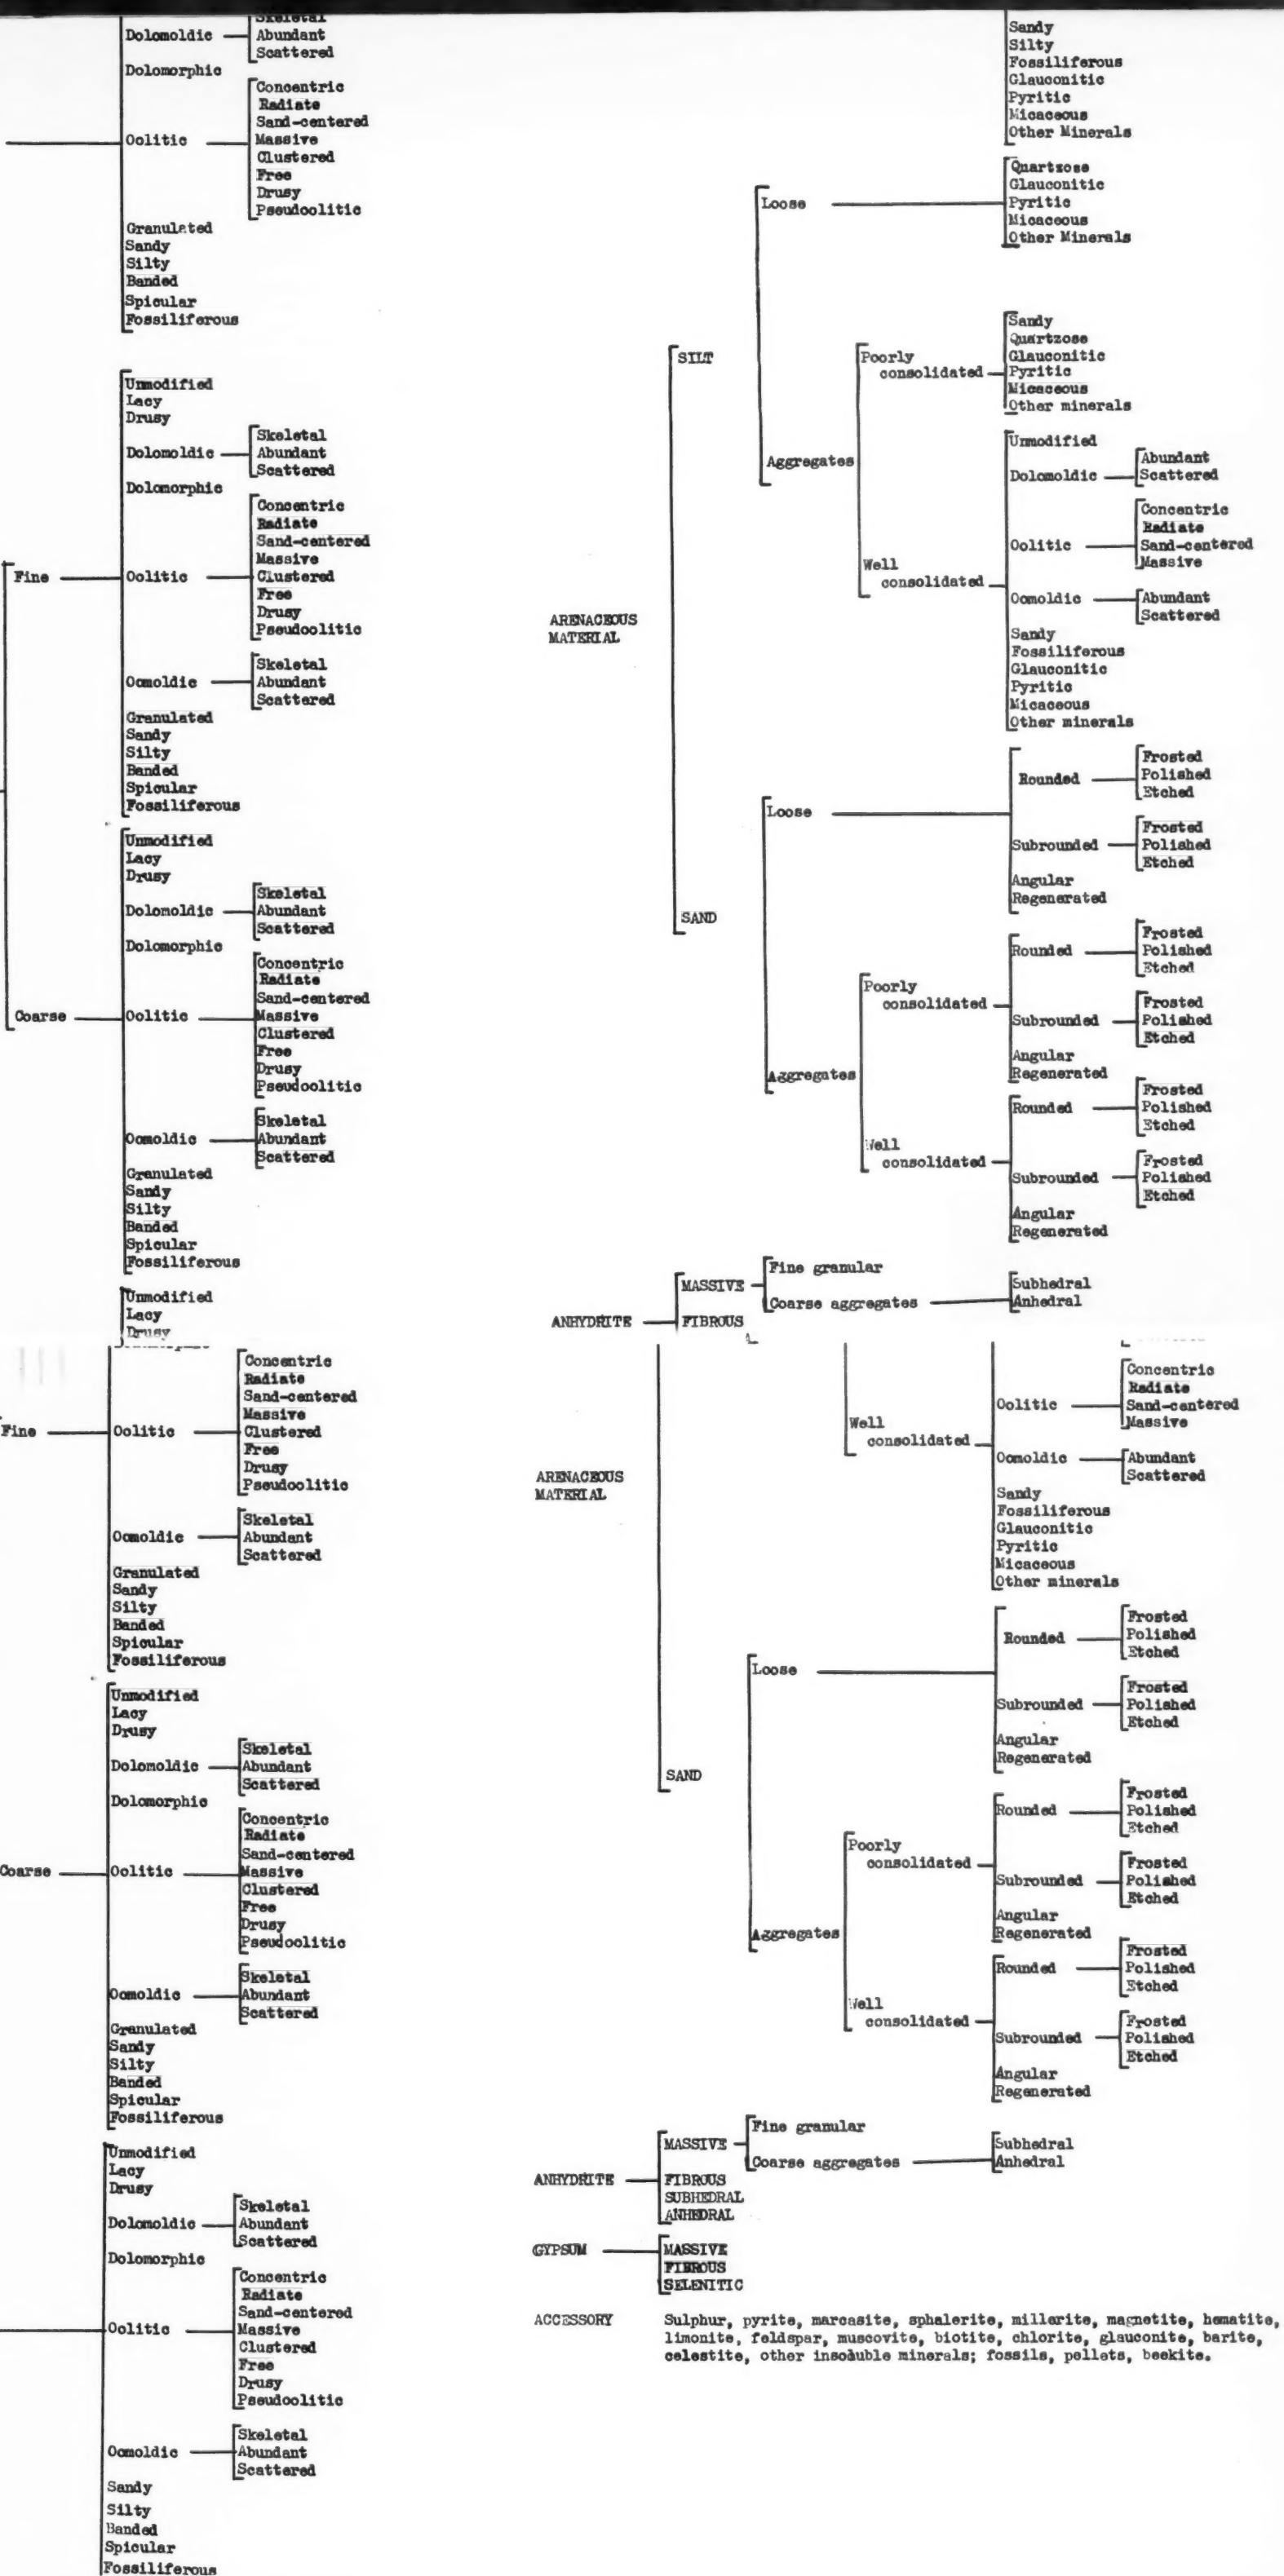 Skeletal
Dolomoldic Abundant
Scattered
Dolomorphic
Concentric
Radiate
Sand-centered
Oolitic Massive
Clustered
Free
Drusy
Pseudoolitic
Granulated
Sandy
Silty
Banded
Spicular
Fossiliferous
Unmodified
Lacy
Drusy
Skeletal
Dolomoldic Abundant
Scattered
Dolomorphic
Concentric
Radiate
Sand-centered
Massive
Fine Oolitic Clustered
Free
Drusy
Pseudoolitic
Skeletal
Oomoldic Abundant
Scattered
Granulated
Sandy
Silty
Banded
Spicular
Fossiliferous
Unmodified
Lacy
Drusy
Skeletal
Dolomoldic Abundant
Scattered
Dolomorphic
Concentric
Radiate
Sand-centered
Coarse Oolitic Massive
Clustered
Free
Drusy
Pseudoolitic
Skeletal
Oomoldic Abundant
Scattered
Granulated
Sandy
Silty
Banded
Spicular
Fossiliferous
Unmodified
Lacy
Drusy
Concentric
Radiate
Sand-centered
Massive
Fine Oolitic Clustered
Free
Drusy
Pseudoolitic
Skeletal
Oomoldic Abundant
Scattered
Granulated
Sandy
Silty
Banded
Spicular
Fossiliferous
Unmodified
Lacy
Drusy
Skeletal
Dolomoldic Abundant
Scattered
Dolomorphic
Concentric
Radiate
Sand-centered
Coarse Oolitic Massive
Clustered
Free
Drusy
Pseudoolitic
Skeletal
Oomoldic Abundant
Scattered
Granulated
Sandy
Silty
Banded
Spicular
Fossiliferous
Unmodified
Lacy
Drusy
Skeletal
Dolomoldic Abundant
Scattered
Dolomorphic
Concentric
Radiate
Sand-centered
Oolitic Massive
Clustered
Free
Drusy
Pseudoolitic
Skeletal
Oomoldic Abundant
Scattered
Sandy
Silty
Banded
Spicular
Fossiliferous
Sandy
Silty
Fossiliferous
Glauconitic
Pyritic
Micaceous
Other Minerals
Quartzose
Glauconitic
Loose Pyritic
Micaceous
Other Minerals
Sandy
Quartzose
SILT Poorly Glauconitic
consolidated Pyritic
Micaceous
Other minerals
Unmodified
Abundant
Aggregates Dolomoldic Scattered
Concentric
Radiate
Oolitic Sand-centered
Massive
Well
consolidated
Oomoldic Abundant
Scattered
ARENACEOUS
MATERIAL Sandy
Fossiliferous
Glauconitic
Pyritic
Micaceous
Other minerals
Frosted
Rounded Polished
Etched
Loose
Frosted
Subrounded Polished
Etched
Angular
Regenerated
SAND
Frosted
Rounded Polished
Etched
Poorly
consolidated Frosted
Subrounded Polished
Etched
Angular
Aggregates Regenerated
Frosted
Rounded Polished
Etched
Well
consolidated Frosted
Subrounded Polished
Etched
Angular
Regenerated
Fine granular
MASSIVE Subhedral
Coarse aggregates Anhedral
ANHYDRITE FIBROUS
Concentric
Radiate
Oolitic Sand-centered
Massive
Well
consolidated
Oomoldic Abundant
Scattered
ARENACEOUS
MATERIAL Sandy
Fossiliferous
Glauconitic
Pyritic
Micaceous
Other minerals
Frosted
Rounded Polished
Etched
Loose
Frosted
Subrounded Polished
Etched
Angular
Regenerated
SAND
Frosted
Rounded Polished
Etched
Poorly
consolidated Frosted
Subrounded Polished
Etched
Angular
Aggregates Regenerated
Frosted
Rounded Polished
Etched
Well
consolidated Frosted
Subrounded Polished
Etched
Angular
Regenerated
Fine granular
MASSIVE Subhedral
Coarse aggregates Anhedral
ANHYDRITE FIBROUS
SUBHEDRAL
ANHEDRAL
GYPSUM MASSIVE
FIBROUS
SELENITIC
ACCESSORY Sulphur, pyrite, marcasite, sphalerite, millerite, magnetite, hematite,
limonite, feldspar, muscovite, biotite, chlorite, glauconite, barite,
celestite, other insoluble minerals; fossils, pellets, beekite.